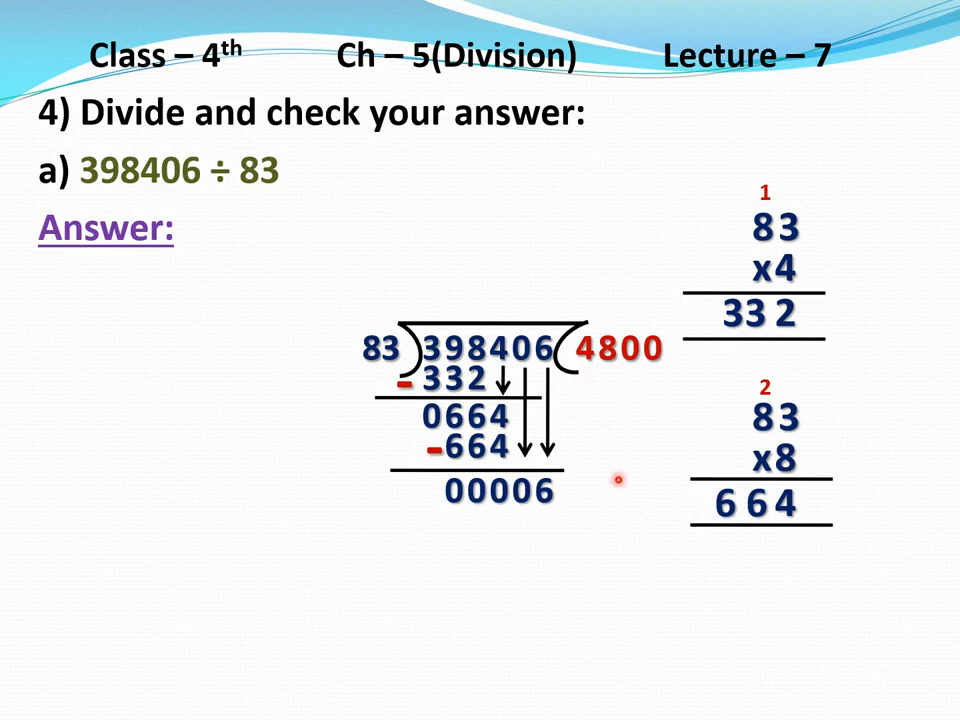 Class – 4th Ch – 5(Division) Lecture – 7
4) Divide and check your answer:
a) 398406 ÷ 83
Answer:
1
83
x4
332
83 398406 4800
-332
0664
-664
00006
2
83
x8
664